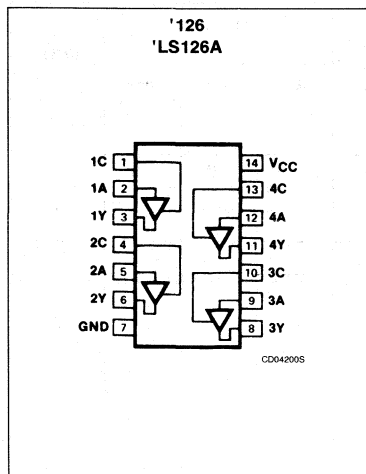 '126
'LS126A
1C 1
1A 2
1Y 3
2C 4
2A 5
2Y 6
GND 7
14 VCC
13 4C
12 4A
11 4Y
10 3C
9 3A
8 3Y
CD04200S